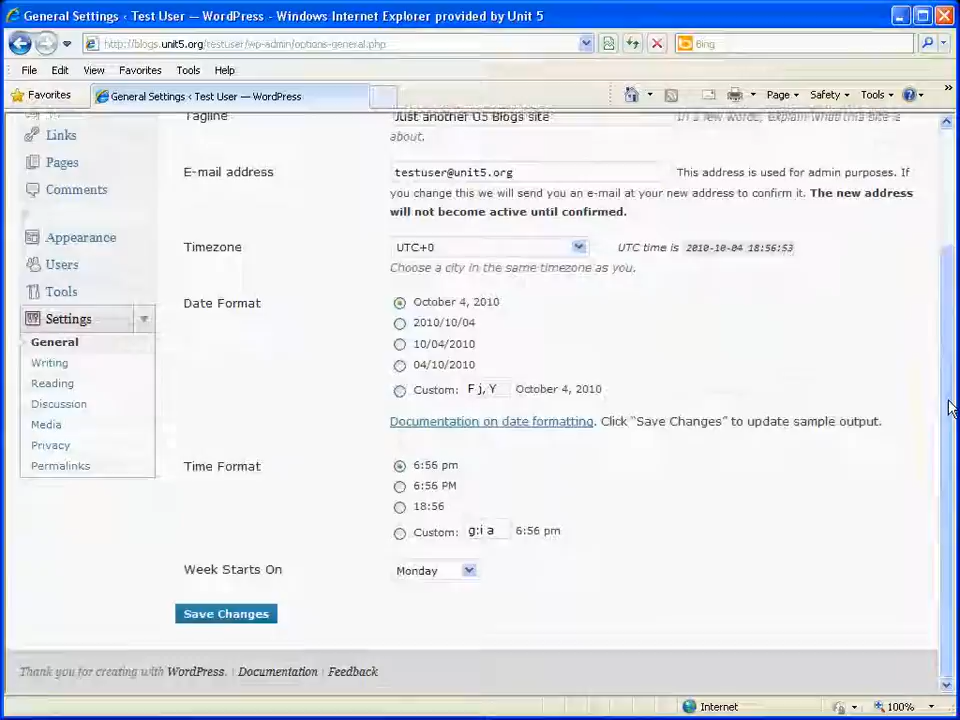 General Settings ‹ Test User — WordPress - Windows Internet Explorer provided by Unit 5
http://blogs.unit5.org/testuser/wp-admin/options-general.php
Bing
File Edit View Favorites Tools Help
Favorites General Settings ‹ Test User — WordPress Page Safety Tools »
Tagline Just another U5 Blogs site In a few words, explain what this site is
about.
Links
Pages
Comments
Appearance
Users
Tools
Settings
General
Writing
Reading
Discussion
Media
Privacy
Permalinks
E-mail address testuser@unit5.org This address is used for admin purposes. If
you change this we will send you an e-mail at your new address to confirm it. The new address
will not become active until confirmed.
Timezone UTC+0 UTC time is 2010-10-04 18:56:53
Choose a city in the same timezone as you.
Date Format October 4, 2010
2010/10/04
10/04/2010
04/10/2010
Custom: F j, Y October 4, 2010
Documentation on date formatting. Click “Save Changes” to update sample output.
Time Format 6:56 pm
6:56 PM
18:56
Custom: g:i a 6:56 pm
Week Starts On Monday
Save Changes
Thank you for creating with WordPress. | Documentation | Feedback
Internet 100%